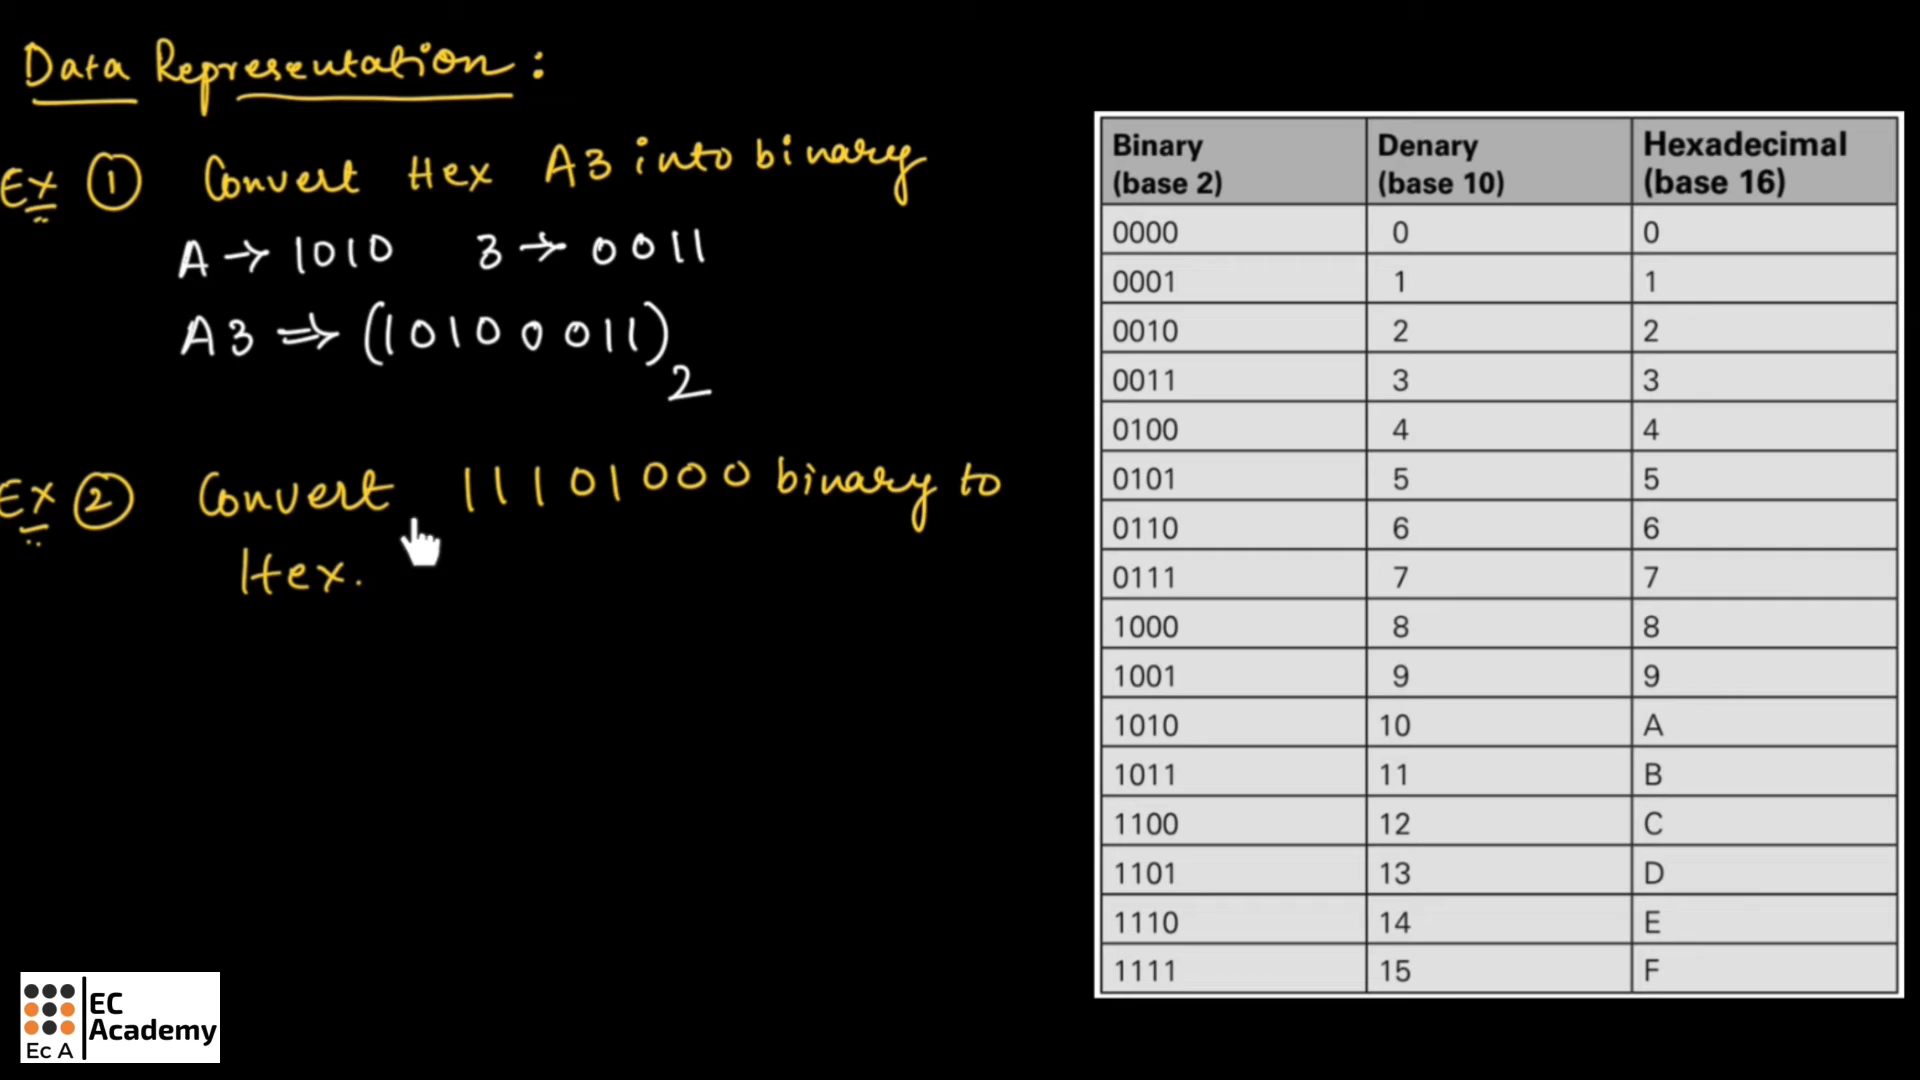 Data Representation :
Ex ① Convert Hex A3 into binary
A → 1010 3 → 0011
A3 ⇒ (10100011)₂
Ex ② Convert 11101000 binary to
Hex.
Binary (base 2) Denary (base 10) Hexadecimal (base 16)
0000 0 0
0001 1 1
0010 2 2
0011 3 3
0100 4 4
0101 5 5
0110 6 6
0111 7 7
1000 8 8
1001 9 9
1010 10 A
1011 11 B
1100 12 C
1101 13 D
1110 14 E
1111 15 F
EC
Academy
Ec A